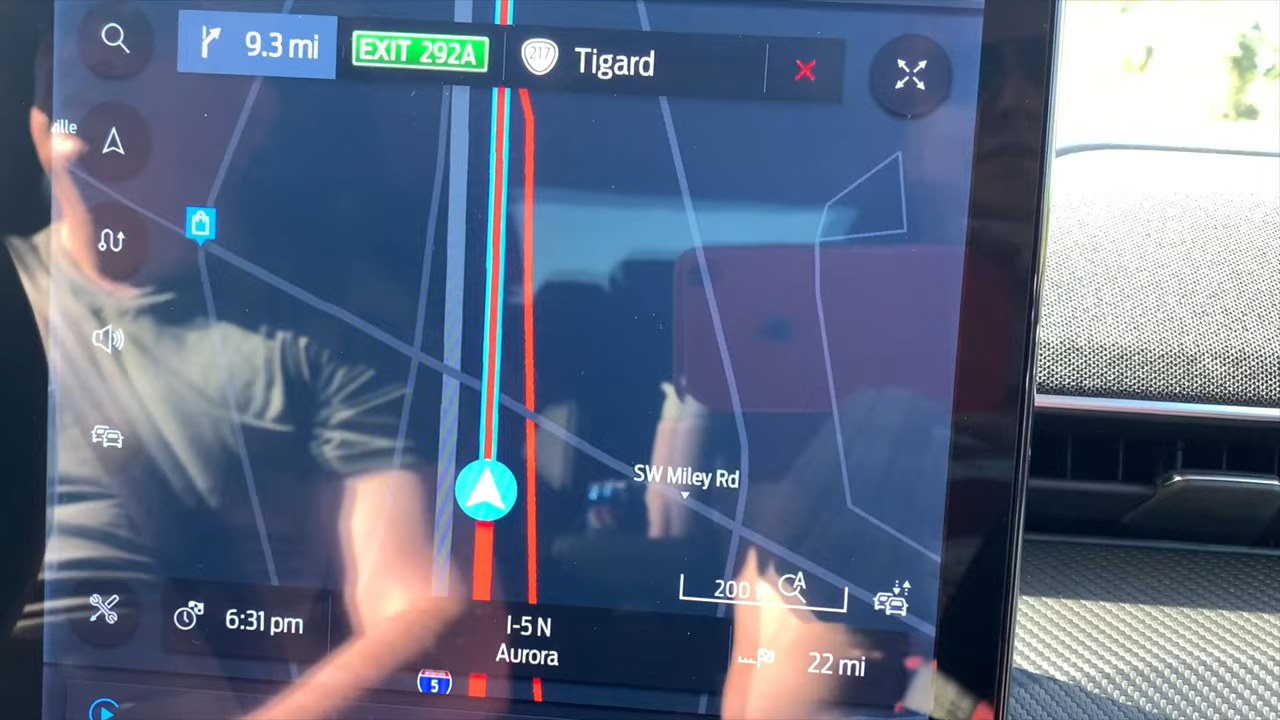 9.3 mi
EXIT 292A
217
Tigard
ville
SW Miley Rd
200
A
6:31 pm
I-5 N
Aurora
22 mi
5